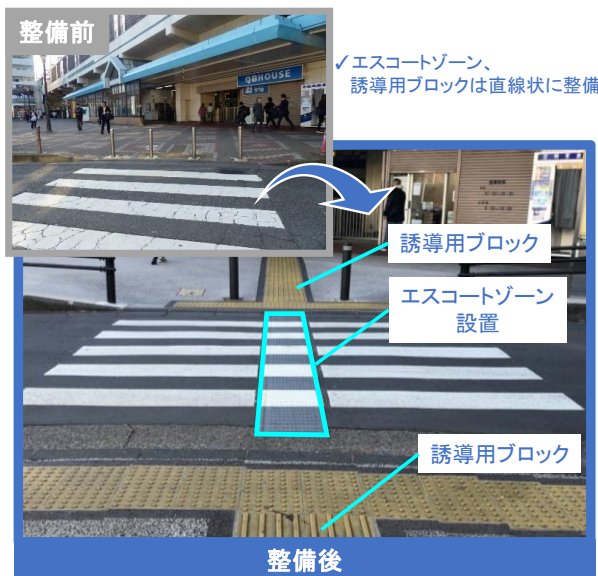 整備前
QBHOUSE
✓エスコートゾーン、
誘導用ブロックは直線状に整備
誘導用ブロック
エスコートゾーン
設置
誘導用ブロック
整備後